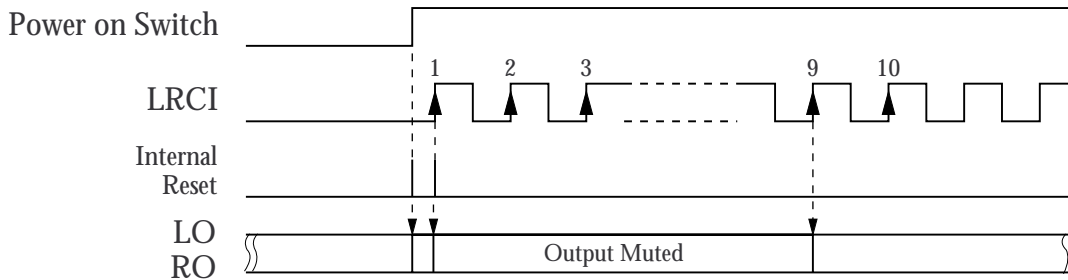 Power on Switch
1 2 3 9 10
LRCI
Internal
Reset
LO
Output Muted
RO